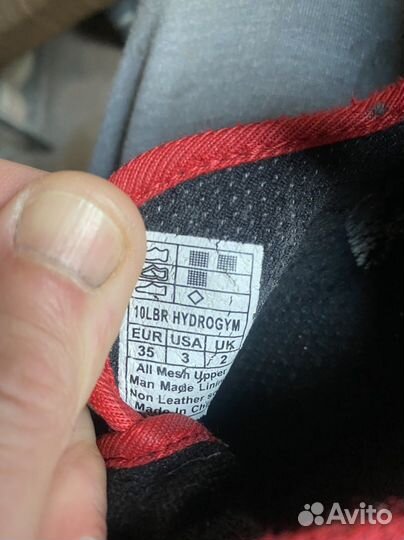 10LBR HYDROGYM
EUR USA UK
35 3 2
All Mesh Upper
Man Made Lining
Non Leather
Made In
Avito